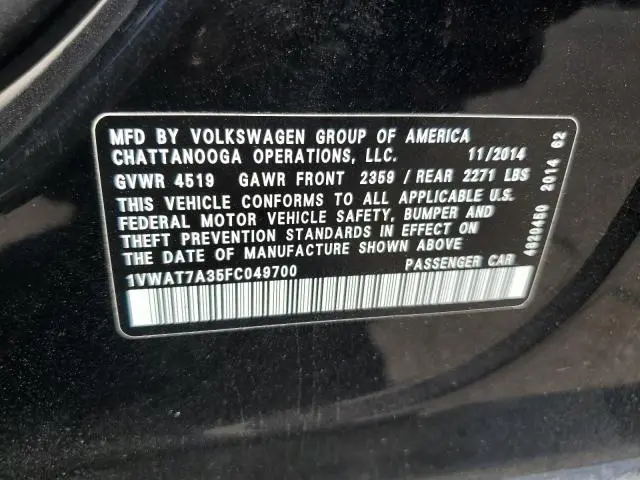 MFD BY VOLKSWAGEN GROUP OF AMERICA
CHATTANOOGA OPERATIONS, LLC. 11/2014
GVWR 4519 GAWR FRONT 2359 / REAR 2271 LBS
THIS VEHICLE CONFORMS TO ALL APPLICABLE U.S.
FEDERAL MOTOR VEHICLE SAFETY, BUMPER AND
THEFT PREVENTION STANDARDS IN EFFECT ON
THE DATE OF MANUFACTURE SHOWN ABOVE.
1VWAT7A35FC049700 PASSENGER CAR
4920450 2014 62